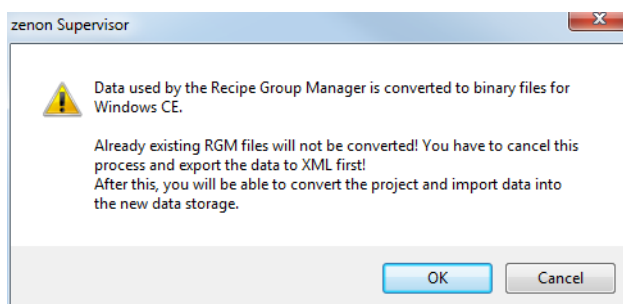 zenon Supervisor
Data used by the Recipe Group Manager is converted to binary files for
Windows CE.
Already existing RGM files will not be converted! You have to cancel this
process and export the data to XML first!
After this, you will be able to convert the project and import data into
the new data storage.
OK
Cancel